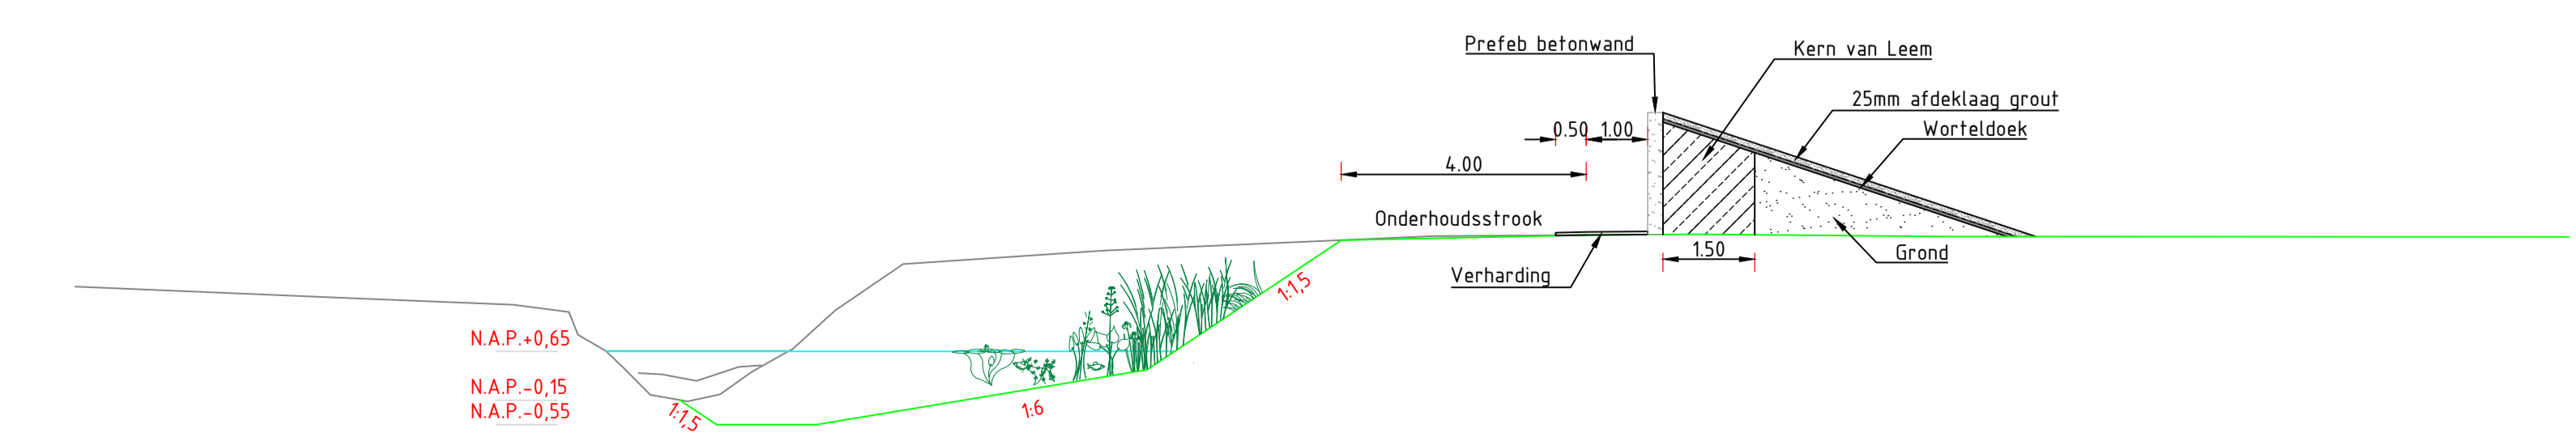 Prefeb betonwand
Kern van Leem
25mm afdeklaag grout
Worteldoek
0.50
1.00
4.00
Onderhoudsstrook
1.50
Grond
Verharding
1:1,5
N.A.P.+0,65
N.A.P.-0,15
N.A.P.-0,55
1:1,5
1:6